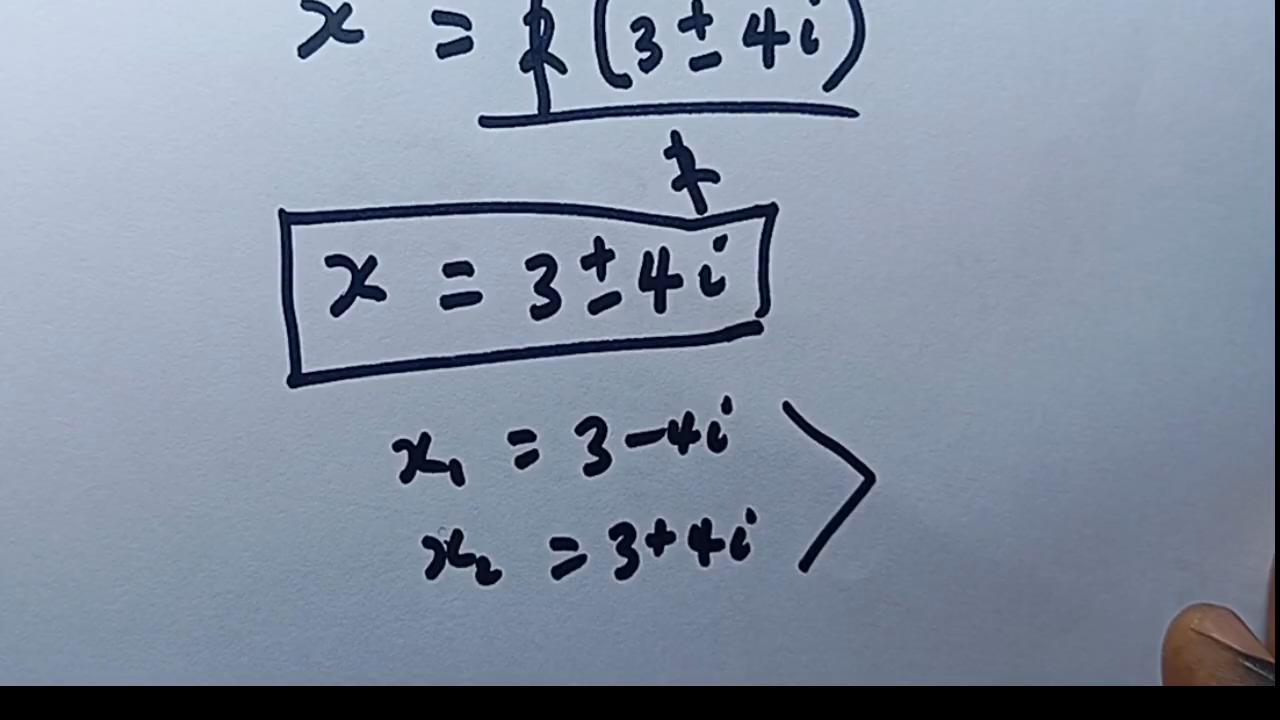 x = 2 (3 ± 4i)
2
x = 3 ± 4i
x₁ = 3 - 4i
x₂ = 3 + 4i